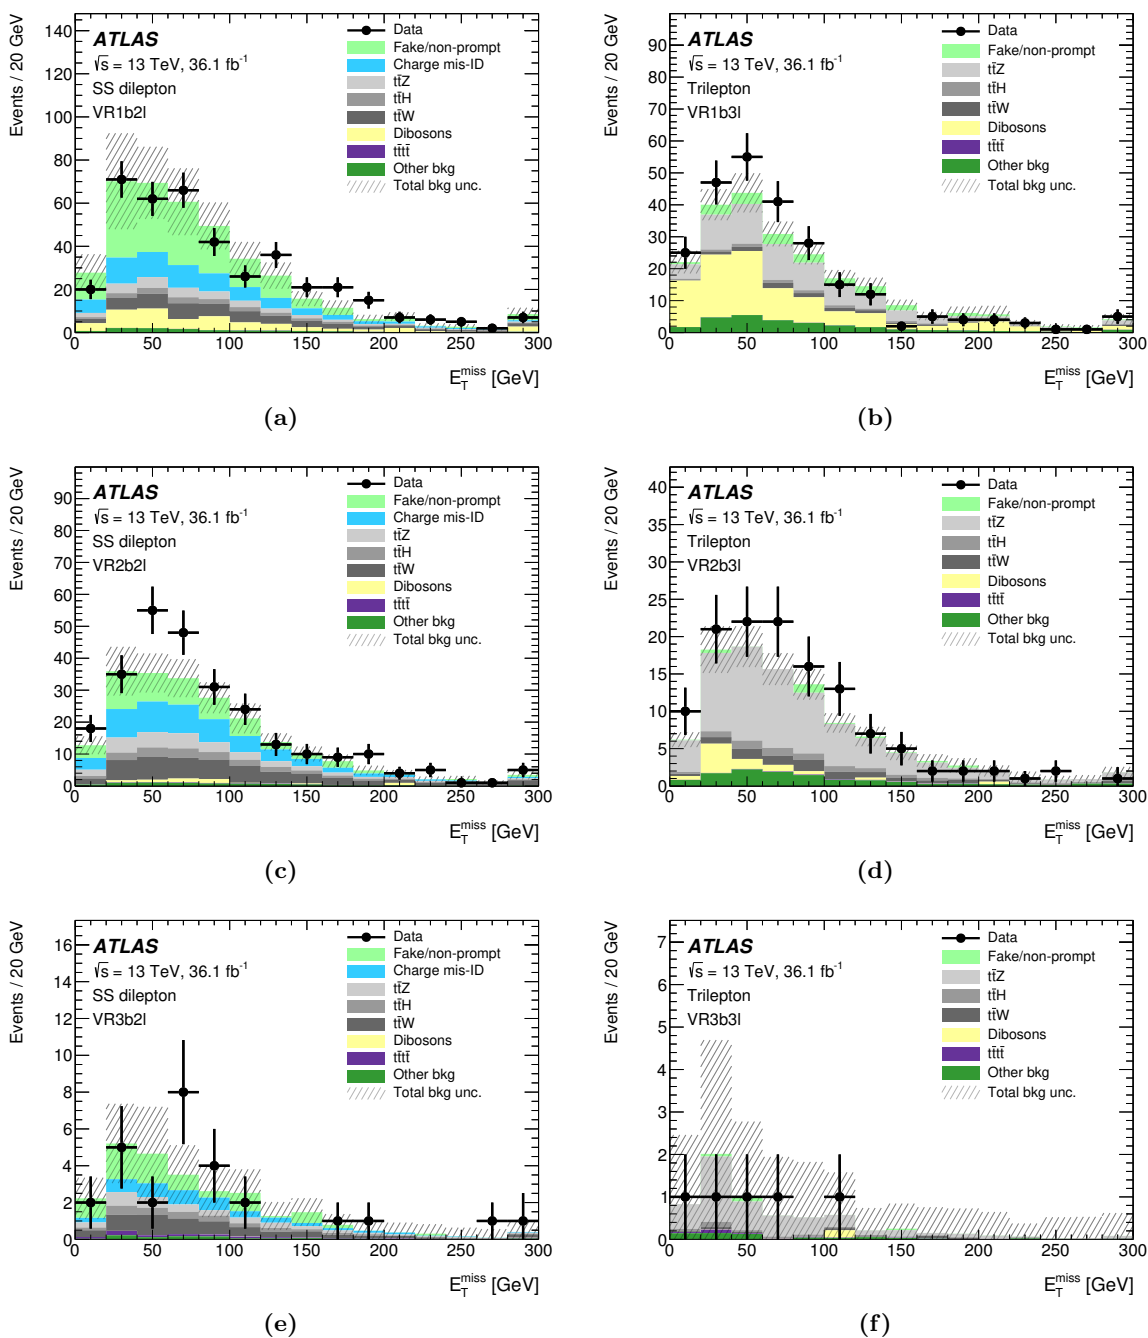 Events / 20 GeV
140
120
100
80
60
40
20
0
ATLAS
√s = 13 TeV, 36.1 fb⁻¹
SS dilepton
VR1b2l
Data
Fake/non-prompt
Charge mis-ID
tt̄Z
tt̄H
tt̄W
Dibosons
tt̄tt̄
Other bkg
Total bkg unc.
0 50 100 150 200 250 300
E_T^miss [GeV]
(a)
Events / 20 GeV
90
80
70
60
50
40
30
20
10
0
ATLAS
√s = 13 TeV, 36.1 fb⁻¹
Trilepton
VR1b3l
Data
Fake/non-prompt
tt̄Z
tt̄H
tt̄W
Dibosons
tt̄tt̄
Other bkg
Total bkg unc.
0 50 100 150 200 250 300
E_T^miss [GeV]
(b)
Events / 20 GeV
90
80
70
60
50
40
30
20
10
0
ATLAS
√s = 13 TeV, 36.1 fb⁻¹
SS dilepton
VR2b2l
Data
Fake/non-prompt
Charge mis-ID
tt̄Z
tt̄H
tt̄W
Dibosons
tt̄tt̄
Other bkg
Total bkg unc.
0 50 100 150 200 250 300
E_T^miss [GeV]
(c)
Events / 20 GeV
40
35
30
25
20
15
10
5
0
ATLAS
√s = 13 TeV, 36.1 fb⁻¹
Trilepton
VR2b3l
Data
Fake/non-prompt
tt̄Z
tt̄H
tt̄W
Dibosons
tt̄tt̄
Other bkg
Total bkg unc.
0 50 100 150 200 250 300
E_T^miss [GeV]
(d)
Events / 20 GeV
16
14
12
10
8
6
4
2
0
ATLAS
√s = 13 TeV, 36.1 fb⁻¹
SS dilepton
VR3b2l
Data
Fake/non-prompt
Charge mis-ID
tt̄Z
tt̄H
tt̄W
Dibosons
tt̄tt̄
Other bkg
Total bkg unc.
0 50 100 150 200 250 300
E_T^miss [GeV]
(e)
Events / 20 GeV
7
6
5
4
3
2
1
0
ATLAS
√s = 13 TeV, 36.1 fb⁻¹
Trilepton
VR3b3l
Data
Fake/non-prompt
tt̄Z
tt̄H
tt̄W
Dibosons
tt̄tt̄
Other bkg
Total bkg unc.
0 50 100 150 200 250 300
E_T^miss [GeV]
(f)